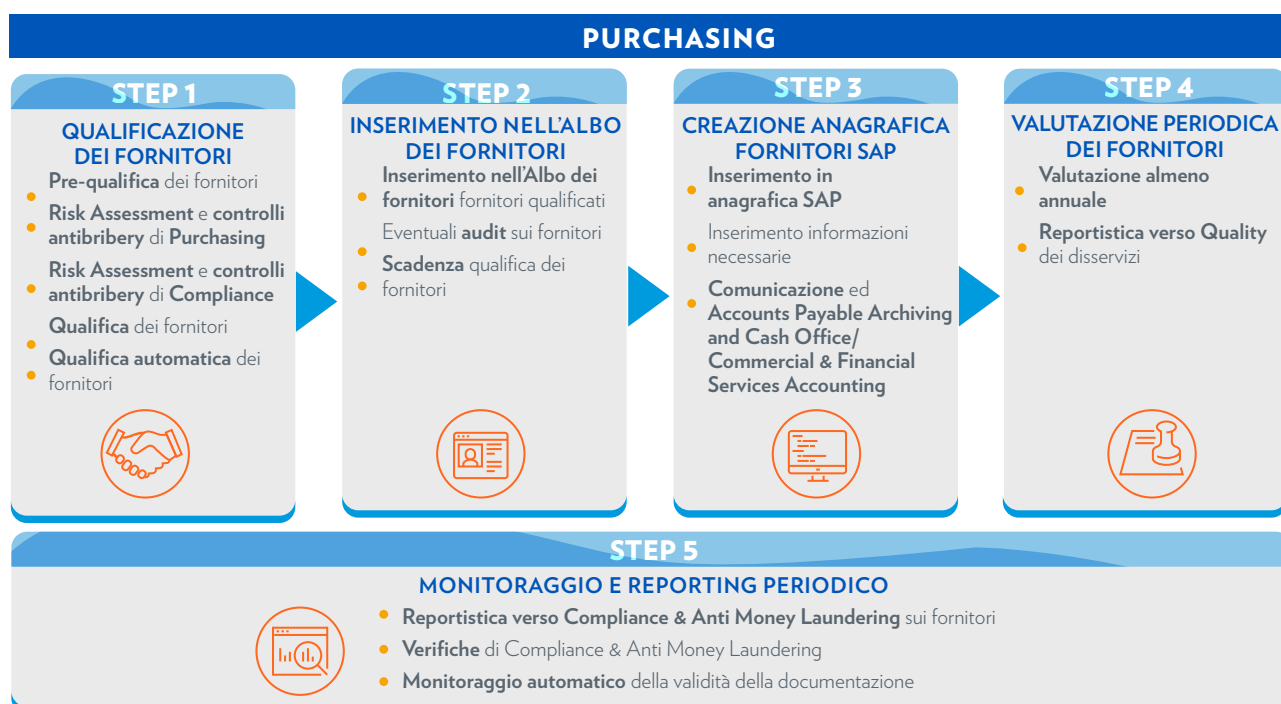 PURCHASING
STEP 1
QUALIFICAZIONE
DEI FORNITORI
Pre-qualifica dei fornitori
Risk Assessment e controlli
antibribery di Purchasing
Risk Assessment e controlli
antibribery di Compliance
Qualifica dei fornitori
Qualifica automatica dei
fornitori
STEP 2
INSERIMENTO NELL'ALBO
DEI FORNITORI
Inserimento nell'Albo dei
fornitori fornitori qualificati
Eventuali audit sui fornitori
Scadenza qualifica dei
fornitori
STEP 3
CREAZIONE ANAGRAFICA
FORNITORI SAP
Inserimento in
anagrafica SAP
Inserimento informazioni
necessarie
Comunicazione ed
Accounts Payable Archiving
and Cash Office/
Commercial & Financial
Services Accounting
STEP 4
VALUTAZIONE PERIODICA
DEI FORNITORI
Valutazione almeno
annuale
Reportistica verso Quality
dei disservizi
STEP 5
MONITORAGGIO E REPORTING PERIODICO
Reportistica verso Compliance & Anti Money Laundering sui fornitori
Verifiche di Compliance & Anti Money Laundering
Monitoraggio automatico della validità della documentazione